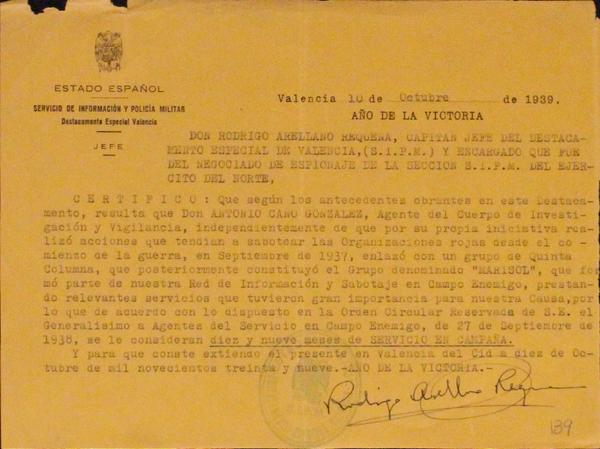 ESTADO ESPAÑOL
SERVICIO DE INFORMACIÓN Y POLICÍA MILITAR
Destacamento Especial Valencia
JEFE
Valencia 10 de Octubre de 1939.
AÑO DE LA VICTORIA
DON RODRIGO ARELLANO REQUENA, CAPITAN JEFE DEL DESTACA-
MENTO ESPECIAL DE VALENCIA,(S.I.P.M.) Y ENCARGADO QUE FUE
DEL NEGOCIADO DE ESPIONAJE DE LA SECCION S.I.P.M. DEL EJER-
CITO DEL NORTE,
C E R T I F I C O : Que según los antecedentes obrantes en este Destaca-
mento, resulta que Don ANTONIO CANO GONZALEZ, Agente del Cuerpo de Investi-
gación y Vigilancia, independientemente de que por su propia iniciativa rea-
lizó acciones que tendian a sabotear las Organizaciones rojas desde el co-
mienzo de la guerra, en Septiembre de 1937, enlazó con un grupo de Quinta
Columna, que posteriormente constituyó el Grupo denominado "MARISOL", que for
mó parte de nuestra Red de Información y Sabotaje en Campo Enemigo, prestan-
do relevantes servicios que tuvieron gran importancia para nuestra Causa,por
lo que de acuerdo con lo dispuesto en la Orden Circular Reservada de S.E. el
Generalísimo a Agentes del Servicio en Campo Enemigo, de 27 de Septiembre de
1938, se le consideran diez y nueve meses de SERVICIO EN CAMPAÑA.
Y para que conste extiendo el presente en Valencia del Cid a diez de Oc-
tubre de mil novecientos treinta y nueve.-AÑO DE LA VICTORIA.-
Rodrigo Arellano
139